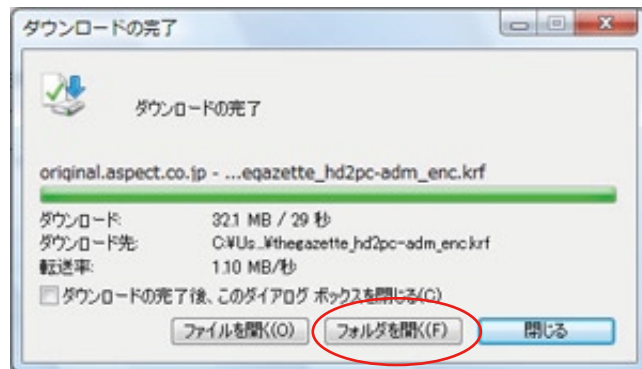 ダウンロードの完了
ダウンロードの完了
original.aspect.co.jp - ...egazette_hd2pc-adm_enc.krf
ダウンロード: 32.1 MB / 29 秒
ダウンロード先: C:¥Us...¥thegazette_hd2pc-adm_enc.krf
転送率: 1.10 MB/秒
ダウンロードの完了後、このダイアログ ボックスを閉じる(C)
ファイルを開く(O) フォルダを開く(F) 閉じる